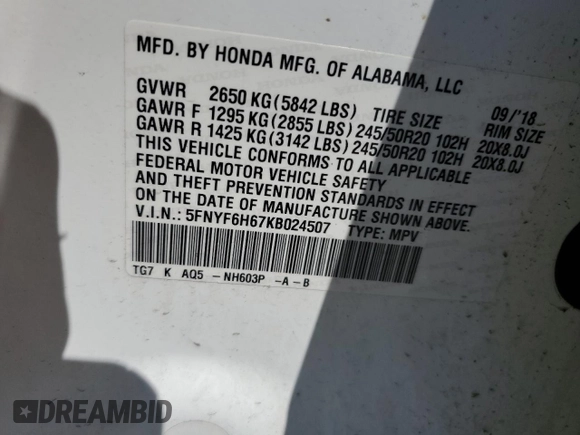 MFD. BY HONDA MFG. OF ALABAMA, LLC
GVWR 2650 KG (5842 LBS) TIRE SIZE 09/'18 RIM SIZE
GAWR F 1295 KG (2855 LBS) 245/50R20 102H 20X8.0J
GAWR R 1425 KG (3142 LBS) 245/50R20 102H 20X8.0J
THIS VEHICLE CONFORMS TO ALL APPLICABLE
FEDERAL MOTOR VEHICLE SAFETY
AND THEFT PREVENTION STANDARDS IN EFFECT
ON THE DATE OF MANUFACTURE SHOWN ABOVE.
V.I.N.: 5FNYF6H67KB024507 TYPE: MPV
TG7 K AQ5 - NH603P -A-B
DREAMBID